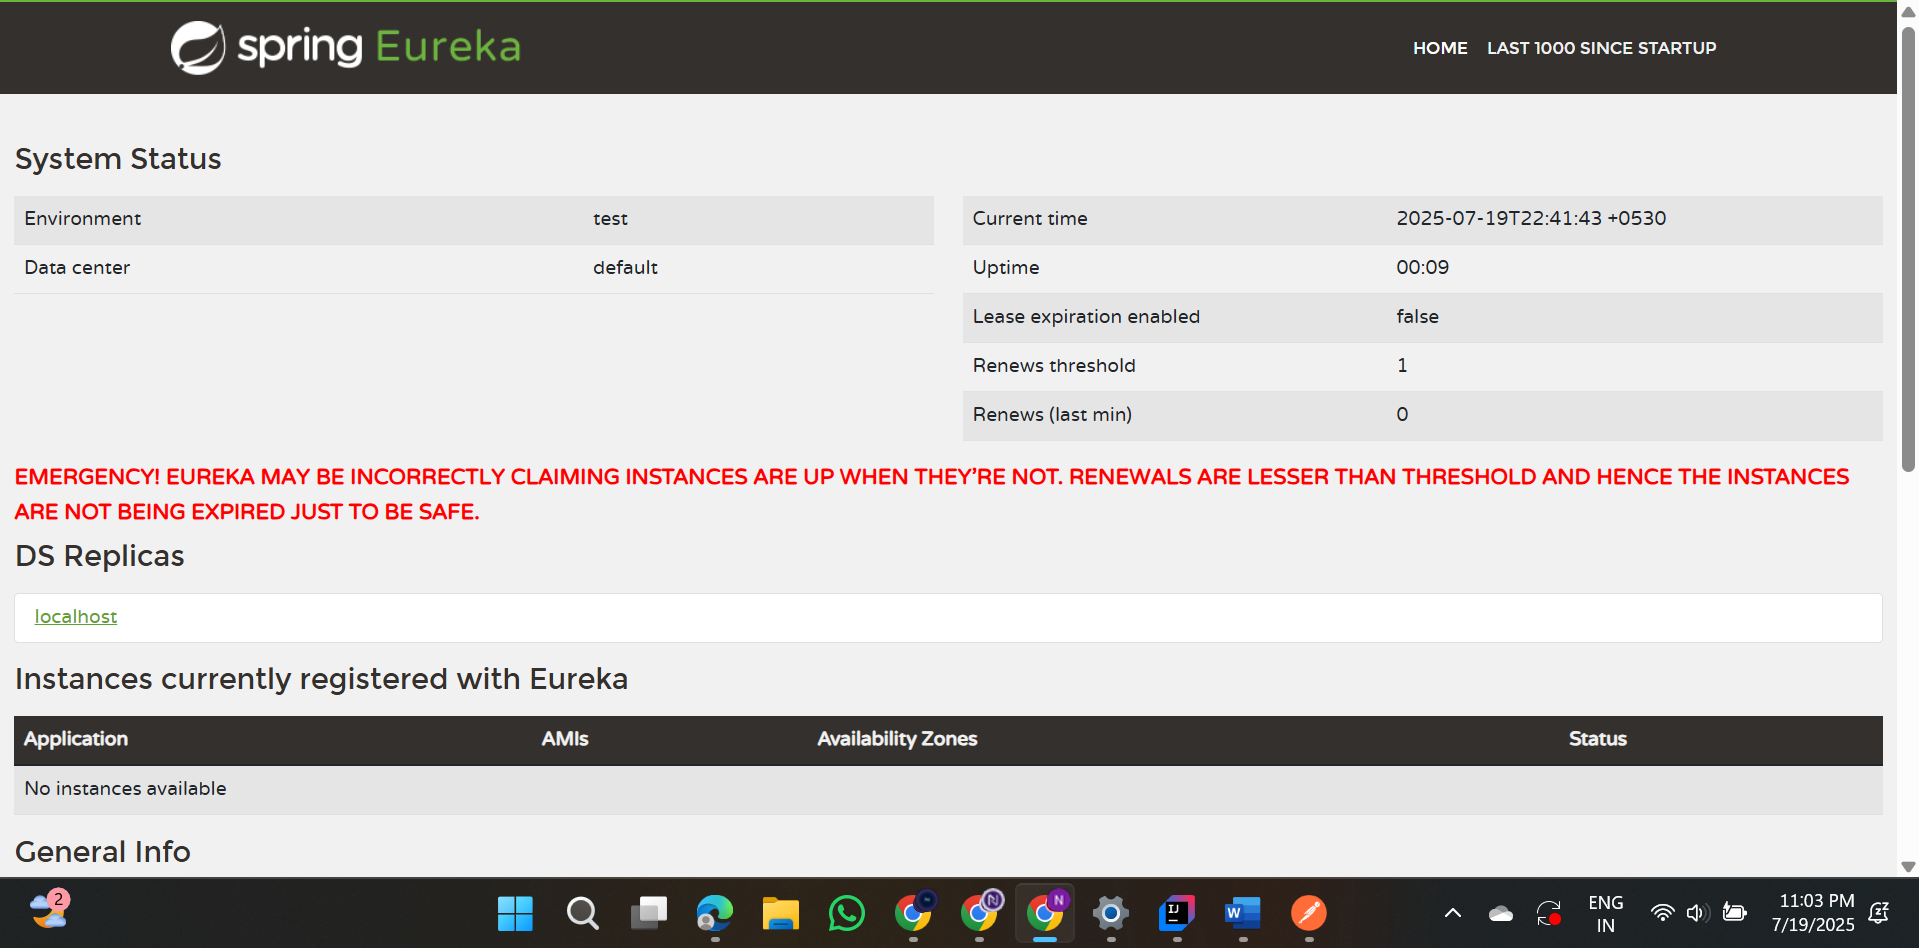 spring Eureka
HOME LAST 1000 SINCE STARTUP
System Status
Environment test
Data center default
Current time 2025-07-19T22:41:43 +0530
Uptime 00:09
Lease expiration enabled false
Renews threshold 1
Renews (last min) 0
EMERGENCY! EUREKA MAY BE INCORRECTLY CLAIMING INSTANCES ARE UP WHEN THEY'RE NOT. RENEWALS ARE LESSER THAN THRESHOLD AND HENCE THE INSTANCES
ARE NOT BEING EXPIRED JUST TO BE SAFE.
DS Replicas
localhost
Instances currently registered with Eureka
Application AMIs Availability Zones Status
No instances available
General Info
2
N
N
IJ
W
ENG
IN
11:03 PM
7/19/2025